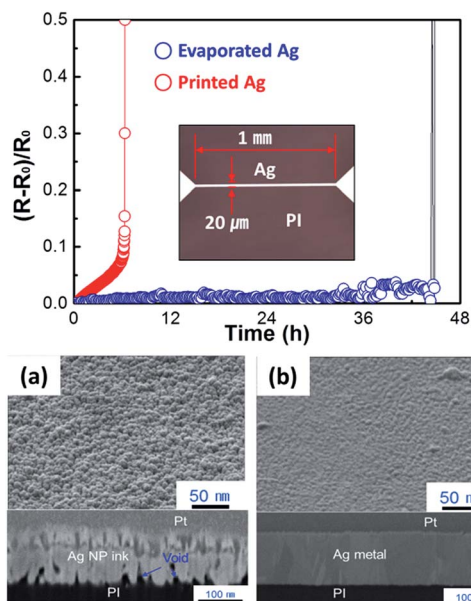 0.5
0.4
0.3
0.2
0.1
0.0
(R-R₀)/R₀
Evaporated Ag
Printed Ag
1 mm
Ag
20 µm
PI
0
12
24
36
48
Time (h)
(a)
50 nm
Pt
Ag NP ink
Void
PI
100 nm
(b)
50 nm
Pt
Ag metal
PI
100 nm